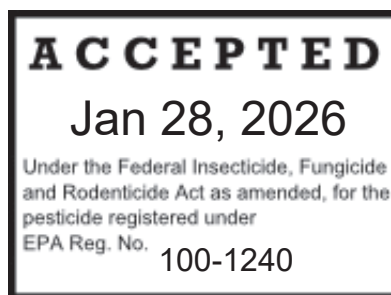 ACCEPTED
Jan 28, 2026
Under the Federal Insecticide, Fungicide
and Rodenticide Act as amended, for the
pesticide registered under
EPA Reg. No. 100-1240